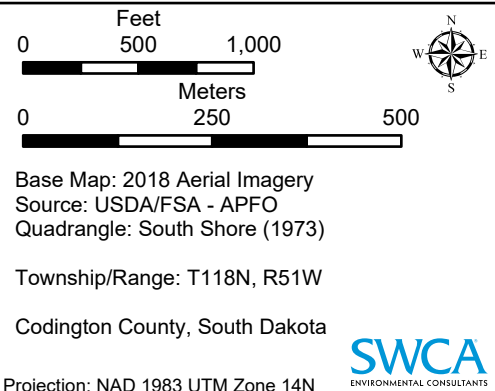 Feet
0 500 1,000
N
W E
S
Meters
0 250 500
Base Map: 2018 Aerial Imagery
Source: USDA/FSA - APFO
Quadrangle: South Shore (1973)
Township/Range: T118N, R51W
Codington County, South Dakota
SWCA
ENVIRONMENTAL CONSULTANTS
Projection: NAD 1983 UTM Zone 14N